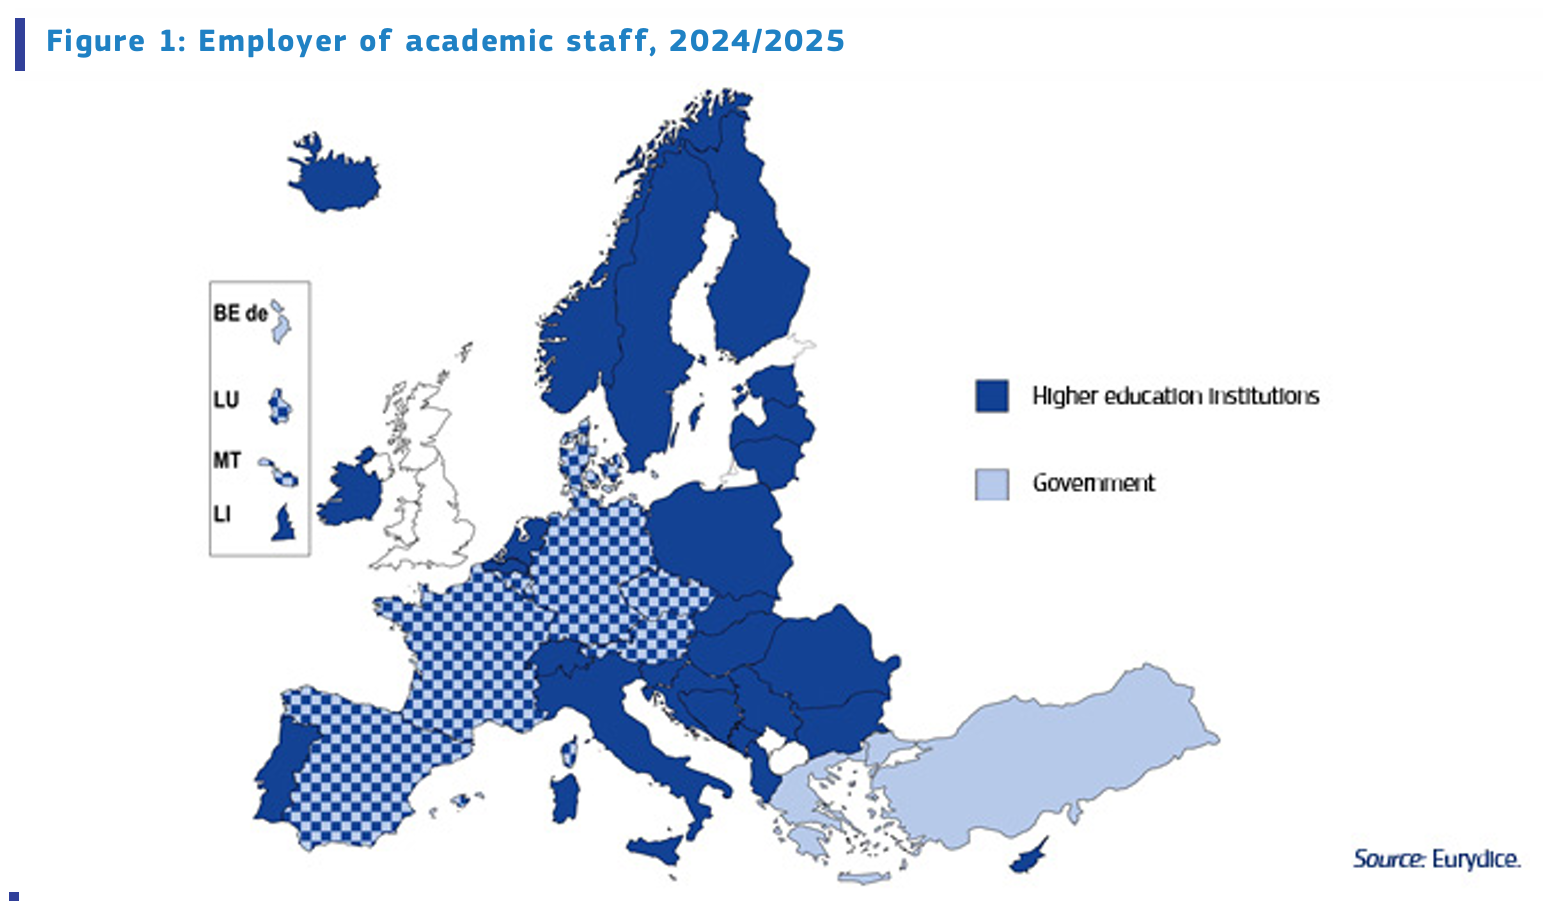 Figure 1: Employer of academic staff, 2024/2025
BE de
LU
MT
LI
Higher education institutions
Government
Source: Eurydice.